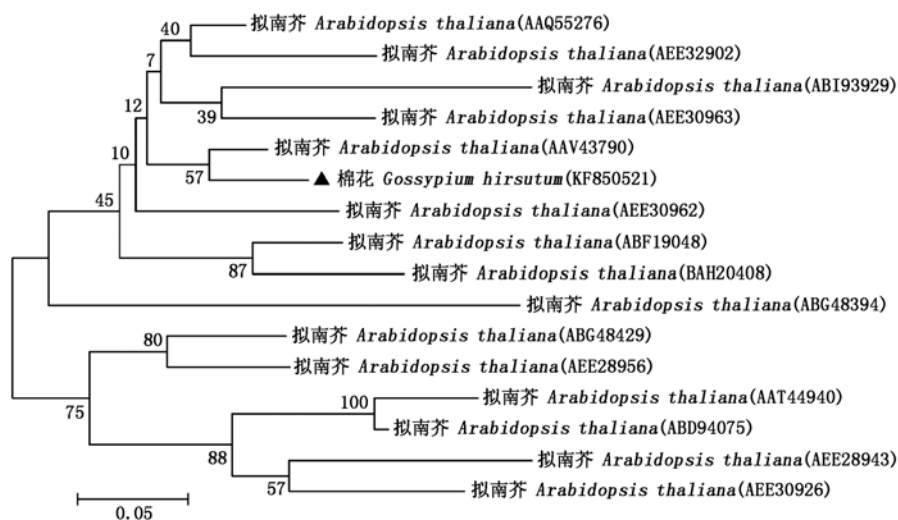 40
拟南芥 Arabidopsis thaliana(AAQ55276)
拟南芥 Arabidopsis thaliana(AEE32902)
7
拟南芥 Arabidopsis thaliana(ABI93929)
39
拟南芥 Arabidopsis thaliana(AEE30963)
12
拟南芥 Arabidopsis thaliana(AAV43790)
57
▲ 棉花 Gossypium hirsutum(KF850521)
10
拟南芥 Arabidopsis thaliana(AEE30962)
45
拟南芥 Arabidopsis thaliana(ABF19048)
87
拟南芥 Arabidopsis thaliana(BAH20408)
拟南芥 Arabidopsis thaliana(ABG48394)
拟南芥 Arabidopsis thaliana(ABG48429)
80
拟南芥 Arabidopsis thaliana(AEE28956)
75
拟南芥 Arabidopsis thaliana(AAT44940)
100
拟南芥 Arabidopsis thaliana(ABD94075)
88
拟南芥 Arabidopsis thaliana(AEE28943)
57
拟南芥 Arabidopsis thaliana(AEE30926)
0.05